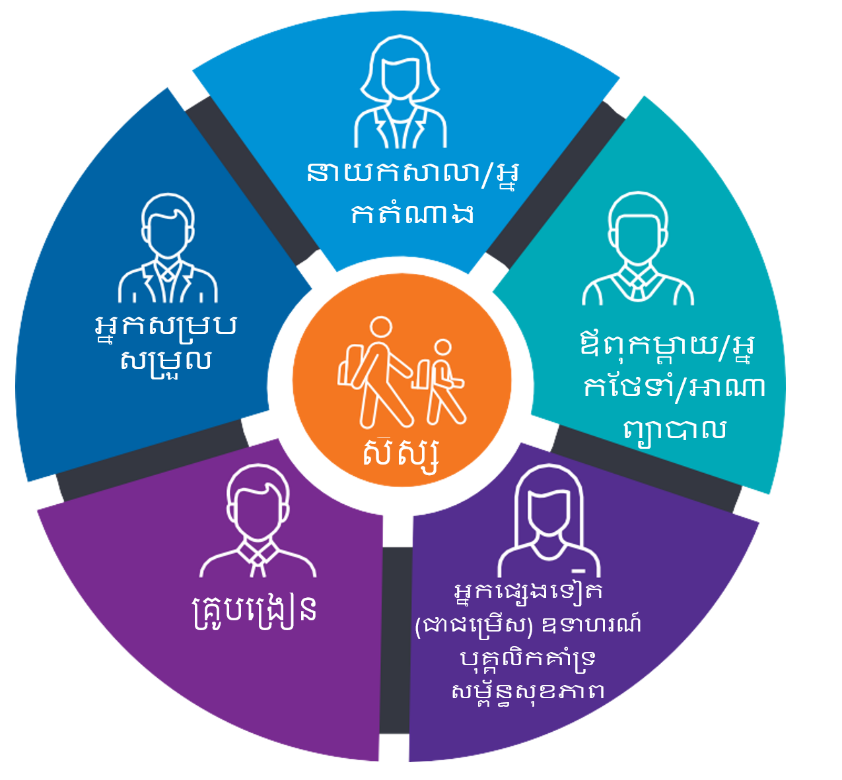 នាយកសាលា/អ្ន
កតំណាង
ឪពុកម្តាយ/អ្ន
កថែទាំ/អាណា
ព្យាបាល
អ្នកផ្សេងទៀត
(ជាជម្រើស) ឧទាហរណ៍
បុគ្គលិកគាំទ្រ
សម្ព័ន្ធសុខភាព
គ្រូបង្រៀន
អ្នកសម្រប
សម្រួល
សិស្ស